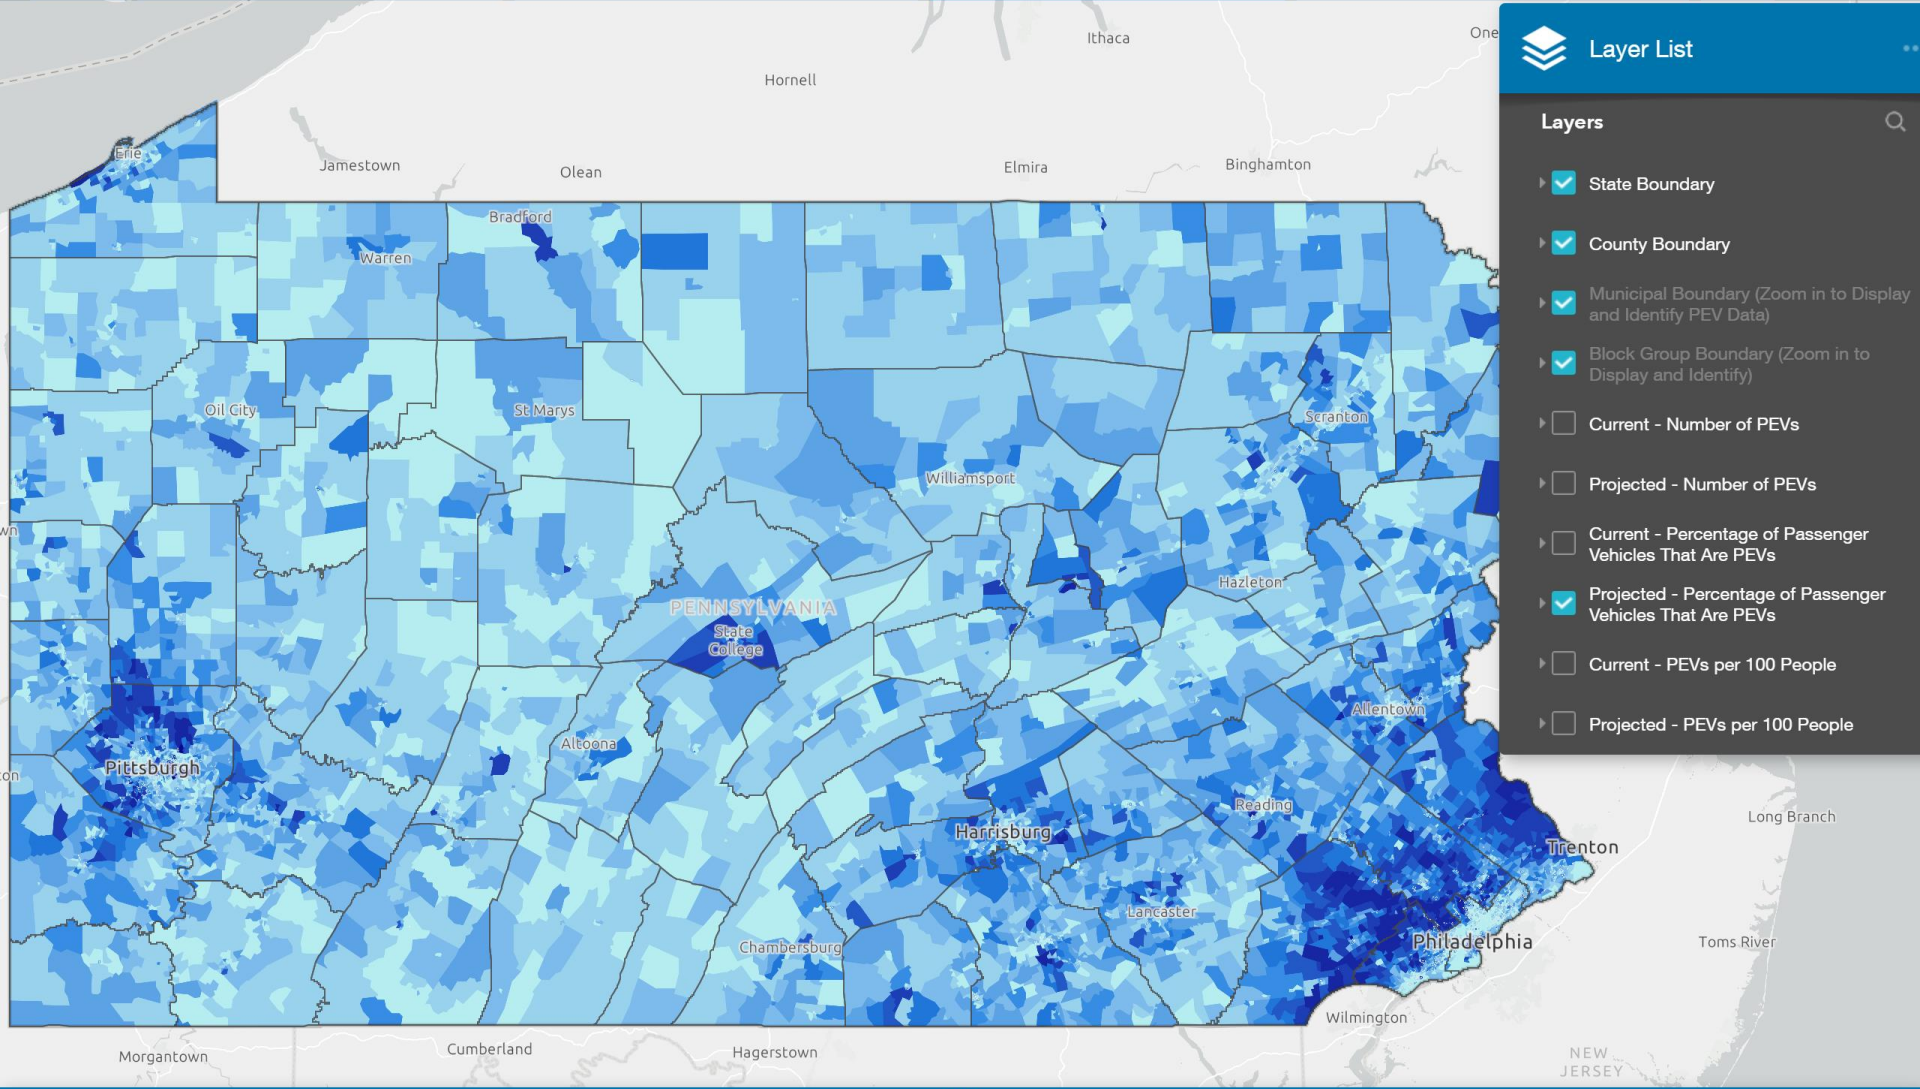 Ithaca
One
Hornell
Jamestown
Olean
Elmira
Binghamton
Erie
Bradford
Warren
Oil City
St Marys
Scranton
Williamsport
wn
Hazleton
PENNSYLVANIA
State
College
Allentown
Altoona
Pittsburgh
on
Reading
Harrisburg
Long Branch
Trenton
Lancaster
Chambersburg
Philadelphia
Toms River
Wilmington
Morgantown
Cumberland
Hagerstown
NEW
JERSEY
Layer List
Layers
State Boundary
County Boundary
Municipal Boundary (Zoom in to Display
and Identify PEV Data)
Block Group Boundary (Zoom in to
Display and Identify)
Current - Number of PEVs
Projected - Number of PEVs
Current - Percentage of Passenger
Vehicles That Are PEVs
Projected - Percentage of Passenger
Vehicles That Are PEVs
Current - PEVs per 100 People
Projected - PEVs per 100 People